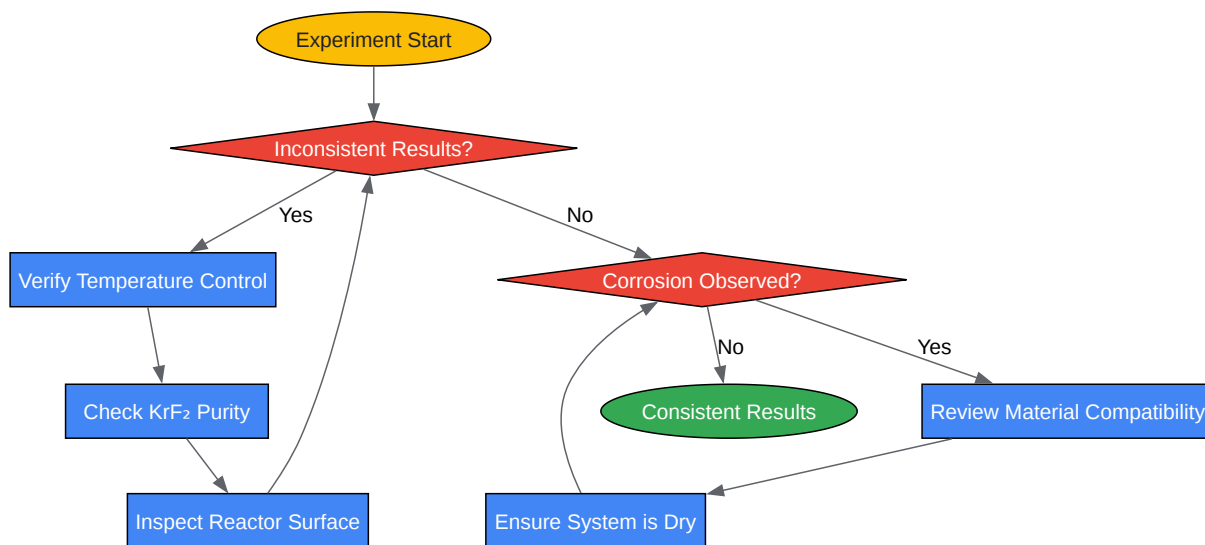 Experiment Start
Inconsistent Results?
Yes
No
Verify Temperature Control
Corrosion Observed?
No
Yes
Check KrF₂ Purity
Consistent Results
Review Material Compatibility
Inspect Reactor Surface
Ensure System is Dry